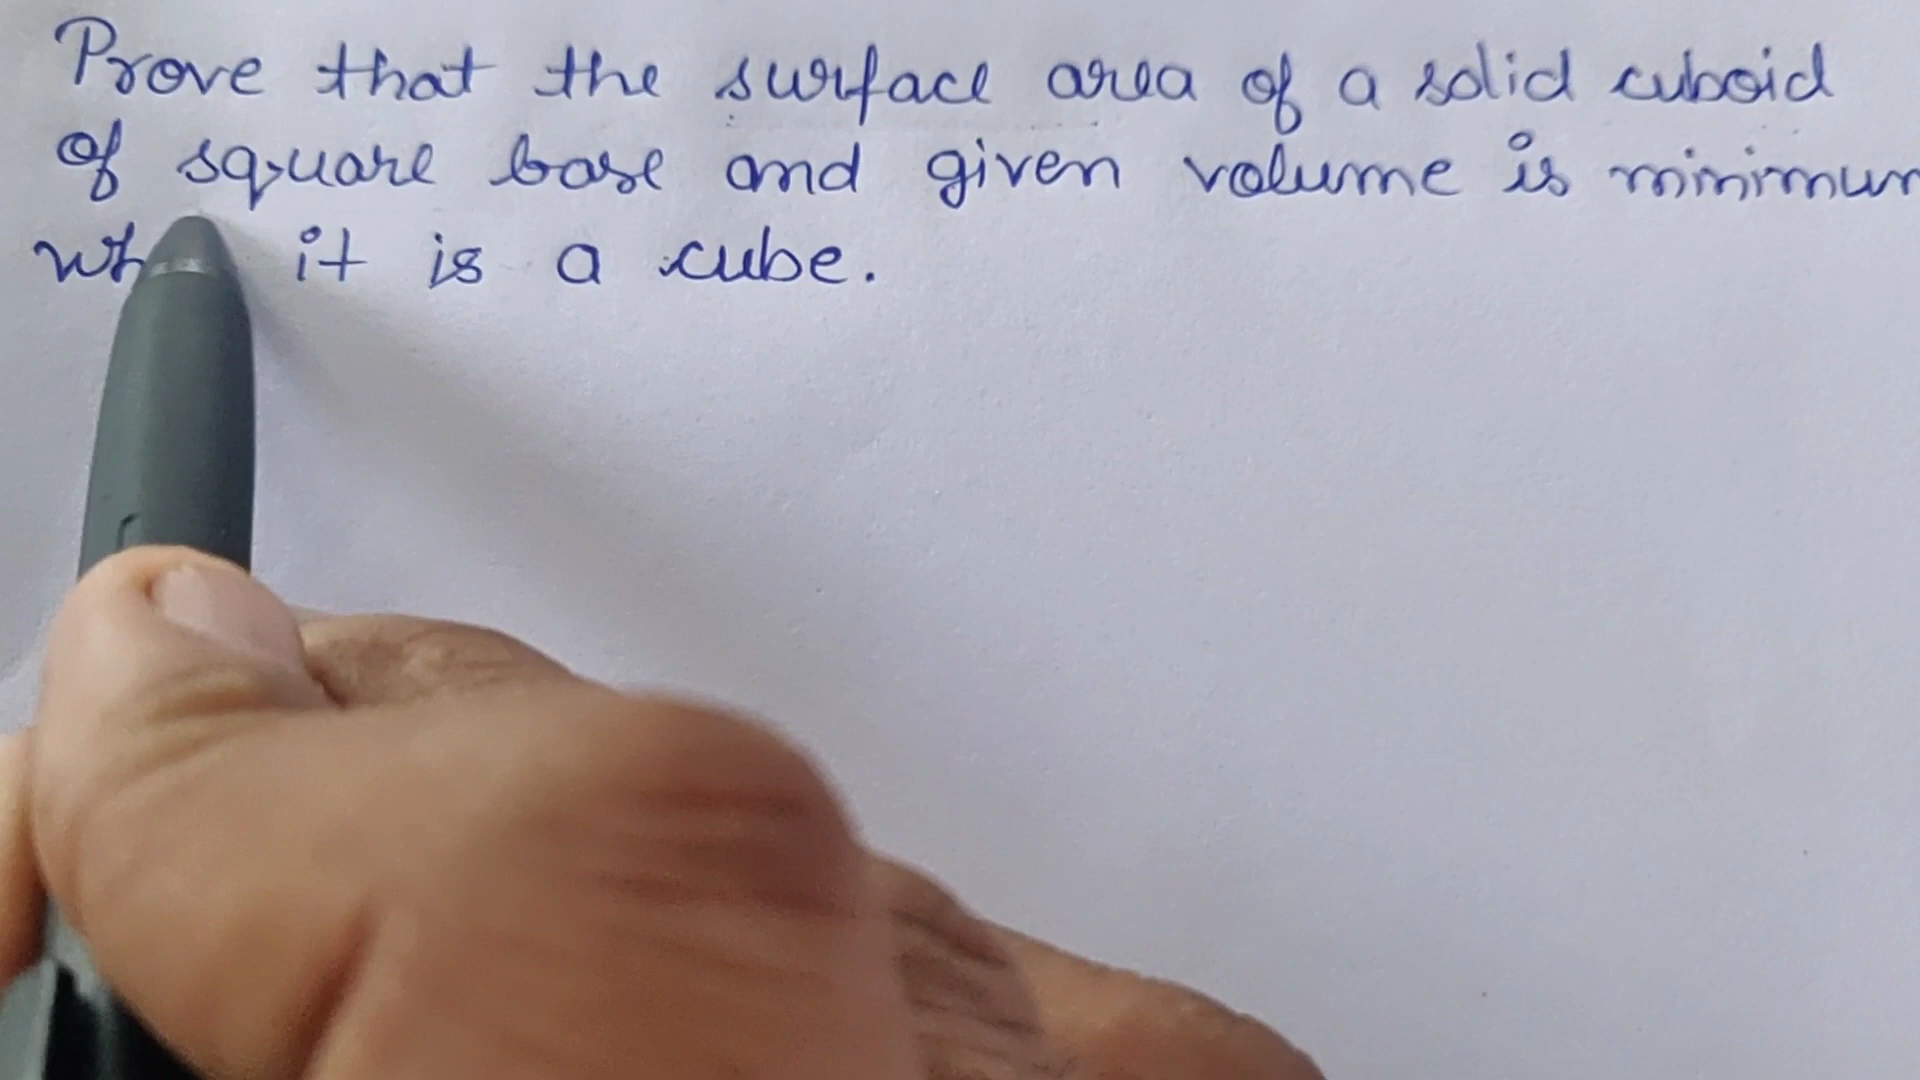 Prove that the surface area of a solid cuboid
of square base and given volume is minimum
it is a cube.